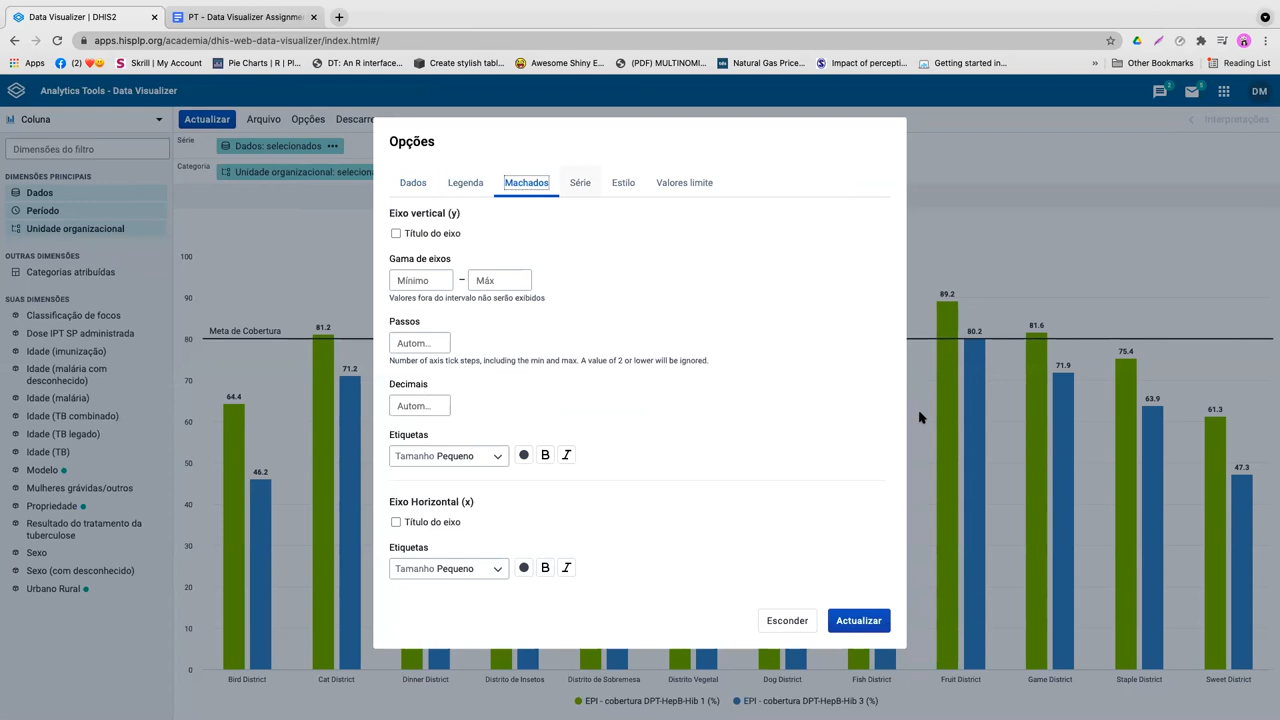 Data Visualizer | DHIS2
PT - Data Visualizer Assignme
apps.hisplp.org/academia/dhis-web-data-visualizer/index.html#/
Apps
(2)
Skrill | My Account
Pie Charts | R | Pl...
DT: An R interface...
Create stylish tabl...
Awesome Shiny E...
(PDF) MULTINOMI...
Natural Gas Price...
Impact of percepti...
Getting started in...
»
Other Bookmarks
Reading List
Analytics Tools - Data Visualizer
2
5
DM
Coluna
Actualizar
Arquivo
Opções
Descarre
Interpretações
Dimensões do filtro
Série
Dados: selecionados
Categoria
Unidade organizacional: seleciona
DIMENSÕES PRINCIPAIS
Dados
Período
Unidade organizacional
OUTRAS DIMENSÕES
Categorias atribuídas
SUAS DIMENSÕES
Classificação de focos
Dose IPT SP administrada
Idade (imunização)
Idade (malária com
desconhecido)
Idade (malária)
Idade (TB combinado)
Idade (TB legado)
Idade (TB)
Modelo
Mulheres grávidas/outros
Propriedade
Resultado do tratamento da
tuberculose
Sexo
Sexo (com desconhecido)
Urbano Rural
Opções
Dados
Legenda
Machados
Série
Estilo
Valores limite
Eixo vertical (y)
Título do eixo
Gama de eixos
Mínimo
–
Máx
Valores fora do intervalo não serão exibidos
Passos
Autom...
Number of axis tick steps, including the min and max. A value of 2 or lower will be ignored.
Decimais
Autom...
Etiquetas
Tamanho Pequeno
B
I
Eixo Horizontal (x)
Título do eixo
Etiquetas
Tamanho Pequeno
B
I
Esconder
Actualizar
100
90
80
70
60
50
40
30
20
10
0
Meta de Cobertura
64.4
46.2
81.2
71.2
89.2
80.2
81.6
71.9
75.4
63.9
61.3
47.3
Bird District
Cat District
Dinner District
Distrito de Insetos
Distrito de Sobremesa
Distrito Vegetal
Dog District
Fish District
Fruit District
Game District
Staple District
Sweet District
EPI - cobertura DPT-HepB-Hib 1 (%)
EPI - cobertura DPT-HepB-Hib 3 (%)